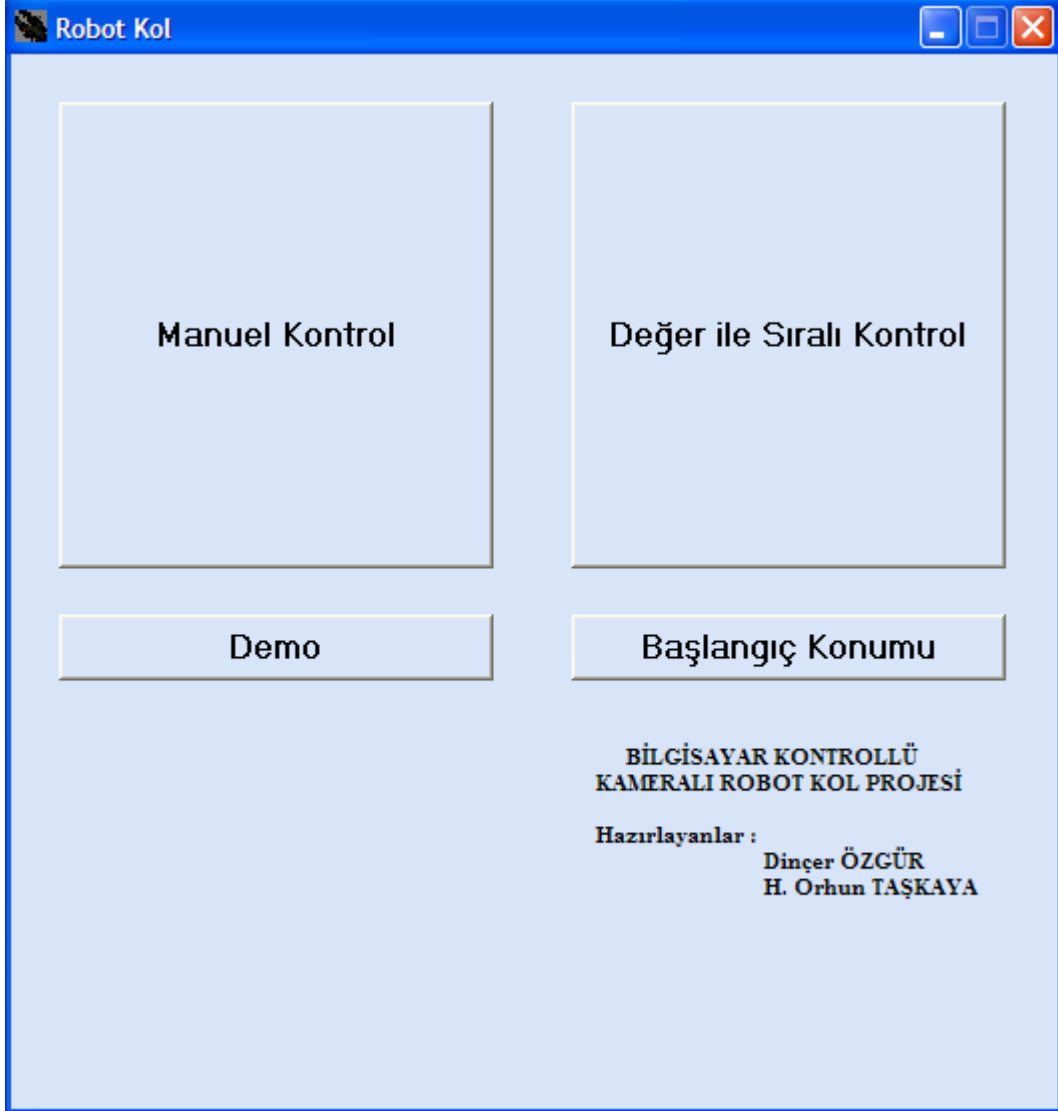 Robot Kol
Manuel Kontrol
Değer ile Sıralı Kontrol
Demo
Başlangıç Konumu
BİLGİSAYAR KONTROLLÜ
KAMERALI ROBOT KOL PROJESİ
Hazırlayanlar :
Dinçer ÖZGÜR
H. Orhun TAŞKAYA